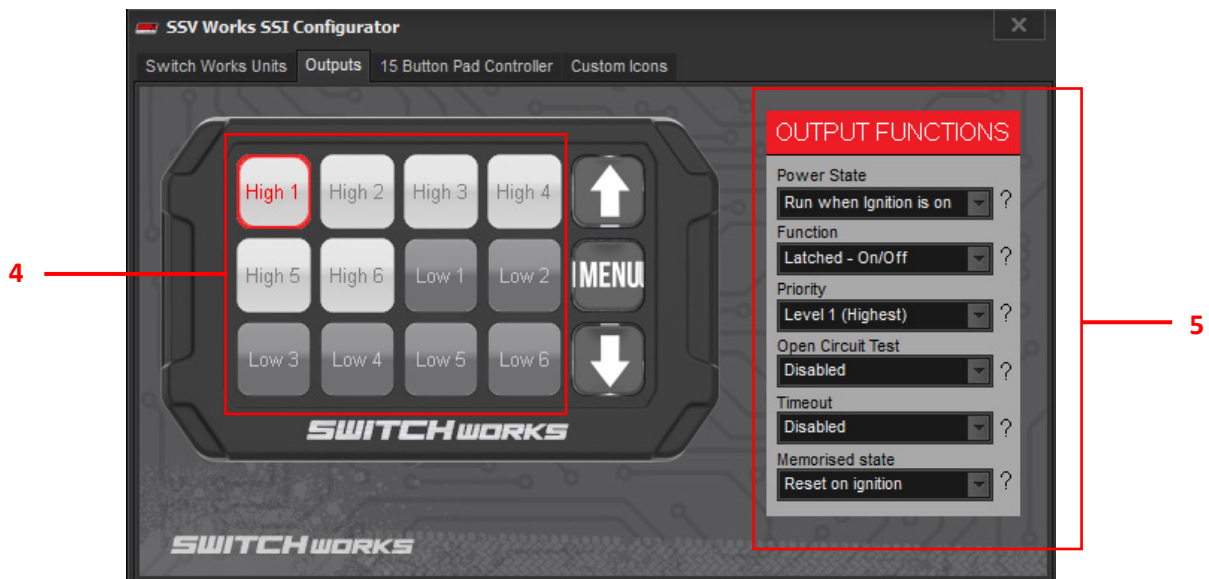 SSV Works SSI Configurator
Switch Works Units Outputs 15 Button Pad Controller Custom Icons
High 1 High 2 High 3 High 4
High 5 High 6 Low 1 Low 2 MENU
Low 3 Low 4 Low 5 Low 6
SWITCH WORKS
SWITCH WORKS
4
OUTPUT FUNCTIONS
Power State
Run when Ignition is on ?
Function
Latched - On/Off ?
Priority
Level 1 (Highest) ?
Open Circuit Test
Disabled ?
Timeout
Disabled ?
Memorised state
Reset on ignition ?
5